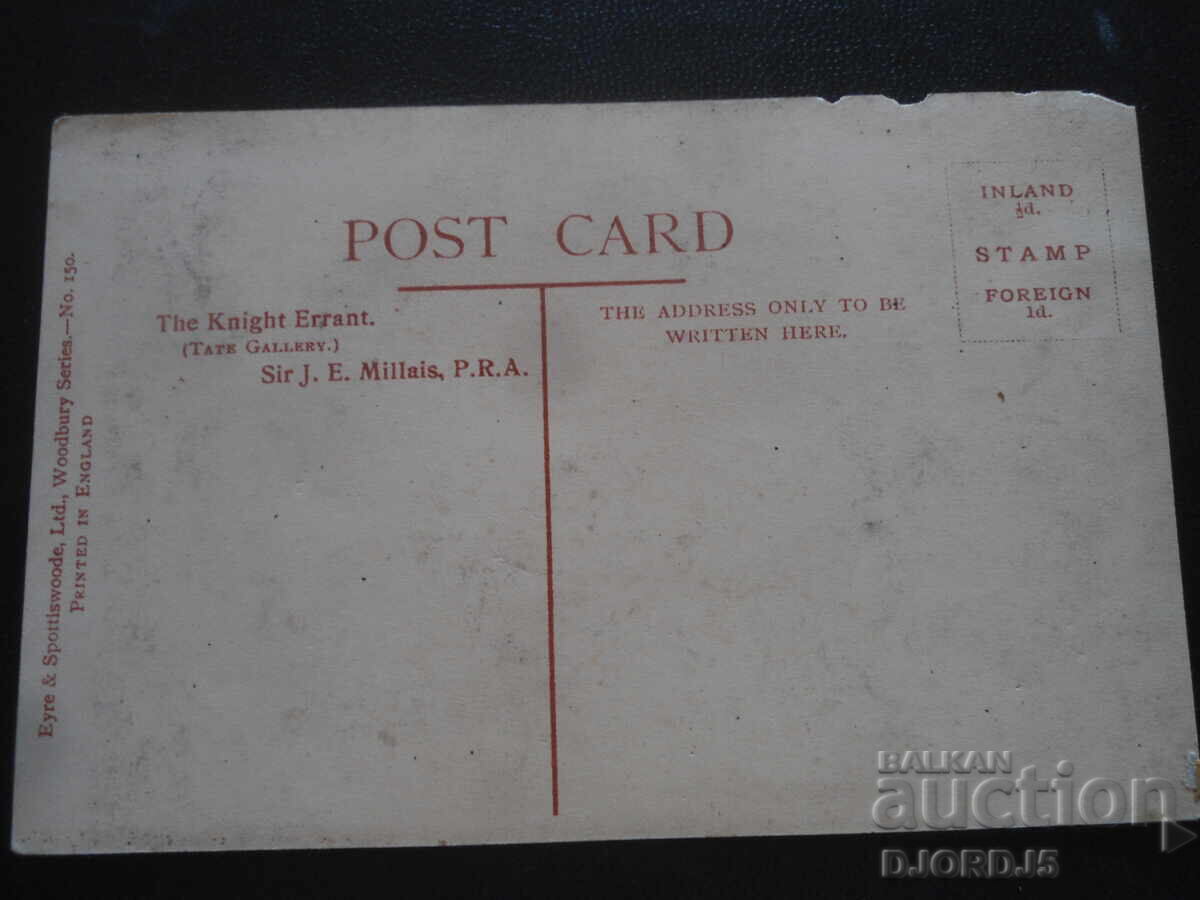 POST CARD
The Knight Errant.
(TATE GALLERY.)
Sir J. E. Millais, P.R.A.
THE ADDRESS ONLY TO BE
WRITTEN HERE.
INLAND
½d.
STAMP
FOREIGN
1d.
Eyre & Spottiswoode, Ltd., Woodbury Series.—No. 150.
PRINTED IN ENGLAND
BALKAN
auction
DJORDJ5